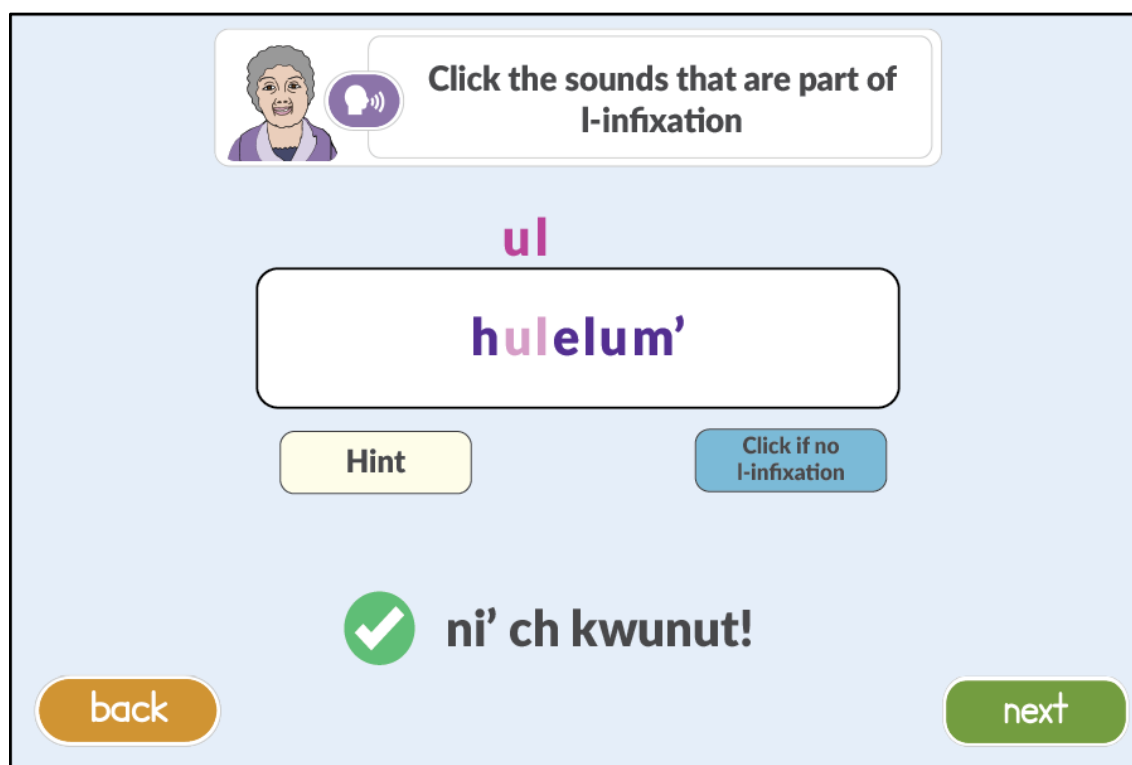 Click the sounds that are part of
l-infixation
ul
hulelum’
Hint
Click if no
l-infixation
ni’ ch kwunut!
back
next